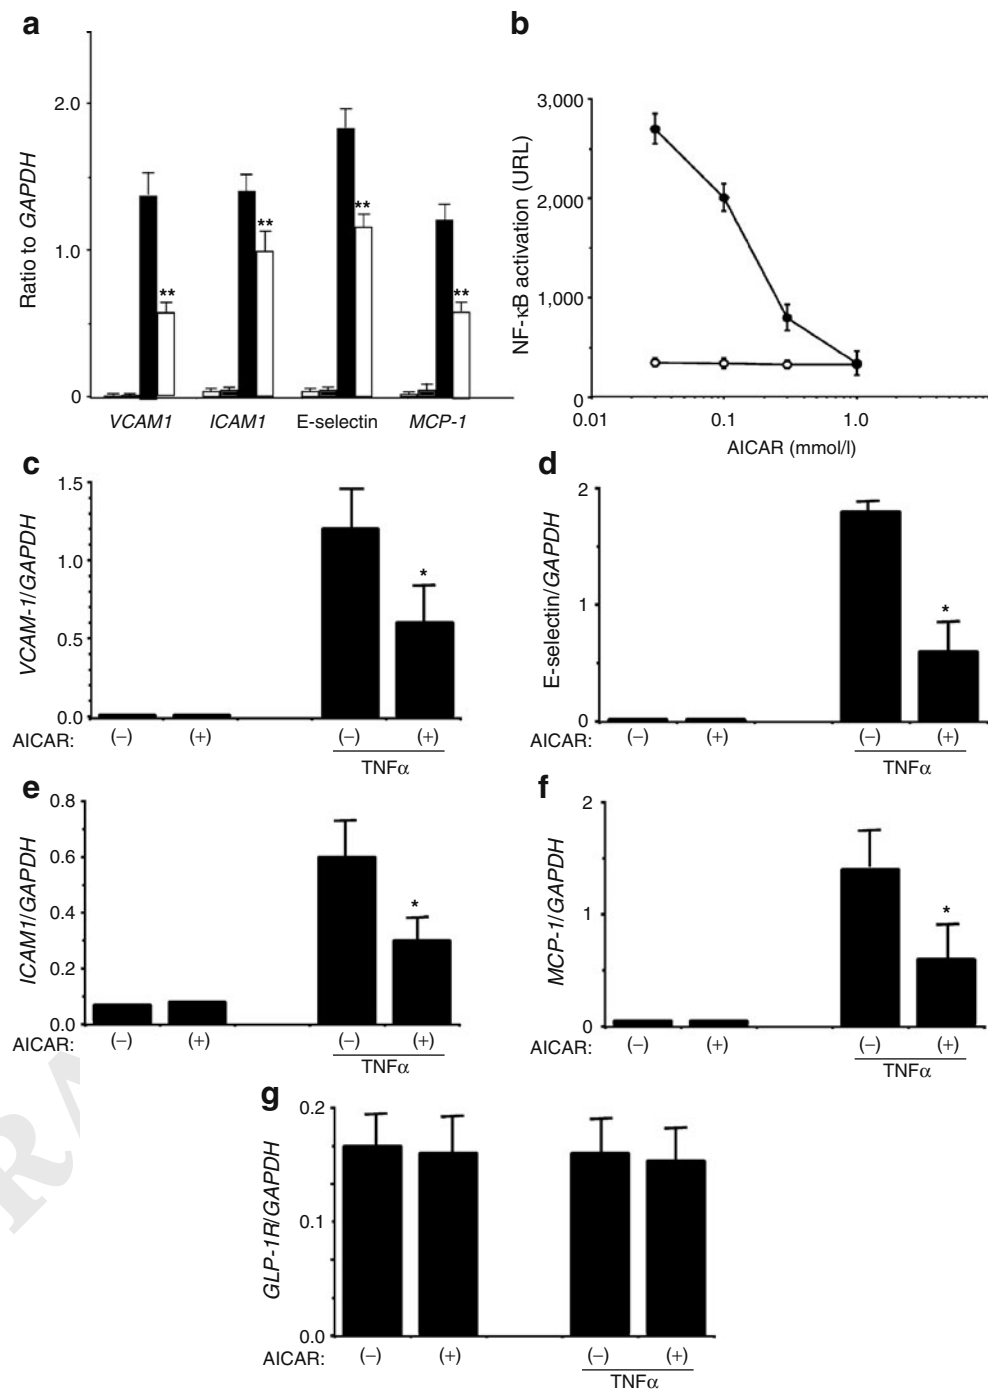 a
Ratio to GAPDH
2.0
1.0
0
**
**
**
**
VCAM1 ICAM1 E-selectin MCP-1
b
NF-κB activation (URL)
3,000
2,000
1,000
0.01 0.1 1.0
AICAR (mmol/l)
c
VCAM-1/GAPDH
1.5
1.0
0.5
0.0
*
AICAR: (−) (+) (−) (+)
TNFα
d
E-selectin/GAPDH
2
1
0
*
AICAR: (−) (+) (−) (+)
TNFα
e
ICAM1/GAPDH
0.8
0.6
0.4
0.2
0.0
*
AICAR: (−) (+) (−) (+)
TNFα
f
MCP-1/GAPDH
2
1
0
*
AICAR: (−) (+) (−) (+)
TNFα
g
GLP-1R/GAPDH
0.2
0.1
0.0
AICAR: (−) (+) (−) (+)
TNFα